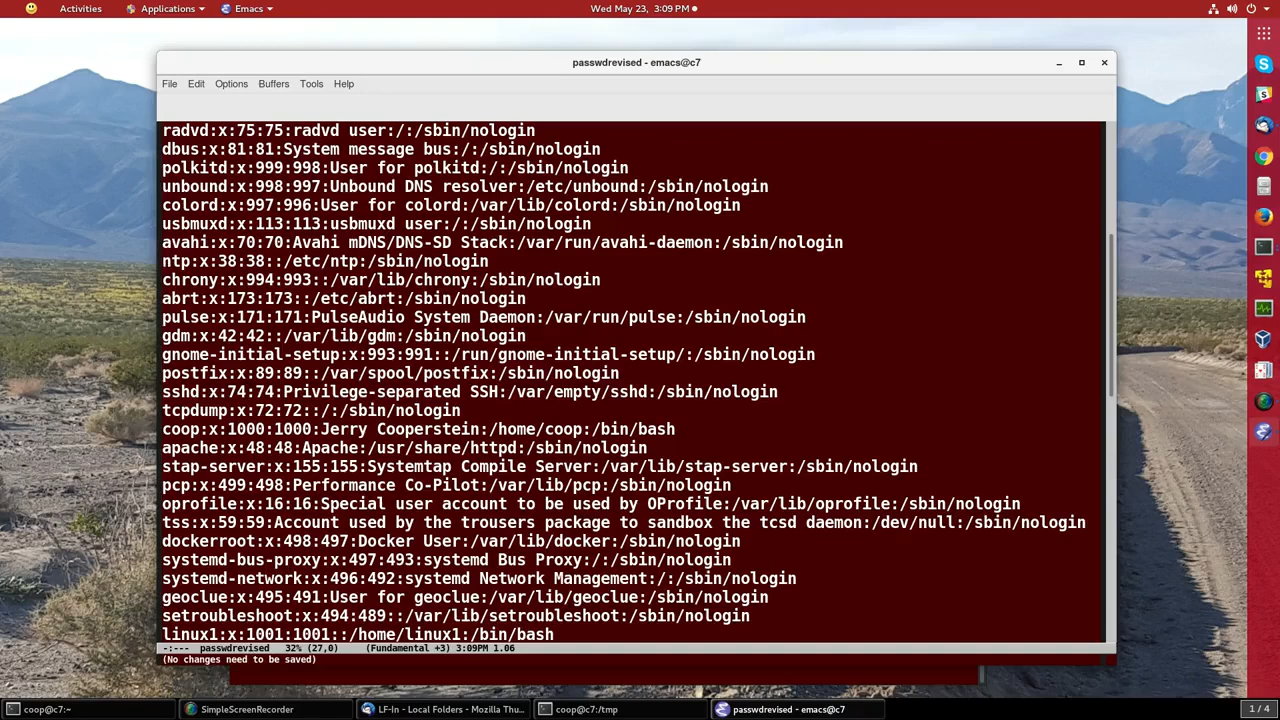 Activities
Applications
Emacs
Wed May 23, 3:09 PM
passwdrevised - emacs@c7
File Edit Options Buffers Tools Help
radvd:x:75:75:radvd user:/:/sbin/nologin
dbus:x:81:81:System message bus:/:/sbin/nologin
polkitd:x:999:998:User for polkitd:/:/sbin/nologin
unbound:x:998:997:Unbound DNS resolver:/etc/unbound:/sbin/nologin
colord:x:997:996:User for colord:/var/lib/colord:/sbin/nologin
usbmuxd:x:113:113:usbmuxd user:/:/sbin/nologin
avahi:x:70:70:Avahi mDNS/DNS-SD Stack:/var/run/avahi-daemon:/sbin/nologin
ntp:x:38:38::/etc/ntp:/sbin/nologin
chrony:x:994:993::/var/lib/chrony:/sbin/nologin
abrt:x:173:173::/etc/abrt:/sbin/nologin
pulse:x:171:171:PulseAudio System Daemon:/var/run/pulse:/sbin/nologin
gdm:x:42:42::/var/lib/gdm:/sbin/nologin
gnome-initial-setup:x:993:991::/run/gnome-initial-setup/:/sbin/nologin
postfix:x:89:89::/var/spool/postfix:/sbin/nologin
sshd:x:74:74:Privilege-separated SSH:/var/empty/sshd:/sbin/nologin
tcpdump:x:72:72::/:/sbin/nologin
coop:x:1000:1000:Jerry Cooperstein:/home/coop:/bin/bash
apache:x:48:48:Apache:/usr/share/httpd:/sbin/nologin
stap-server:x:155:155:Systemtap Compile Server:/var/lib/stap-server:/sbin/nologin
pcp:x:499:498:Performance Co-Pilot:/var/lib/pcp:/sbin/nologin
oprofile:x:16:16:Special user account to be used by OProfile:/var/lib/oprofile:/sbin/nologin
tss:x:59:59:Account used by the trousers package to sandbox the tcsd daemon:/dev/null:/sbin/nologin
dockerroot:x:498:497:Docker User:/var/lib/docker:/sbin/nologin
systemd-bus-proxy:x:497:493:systemd Bus Proxy:/:/sbin/nologin
systemd-network:x:496:492:systemd Network Management:/:/sbin/nologin
geoclue:x:495:491:User for geoclue:/var/lib/geoclue:/sbin/nologin
setroubleshoot:x:494:489::/var/lib/setroubleshoot:/sbin/nologin
linux1:x:1001:1001::/home/linux1:/bin/bash
-:--- passwdrevised 32% (27,0) (Fundamental +3) 3:09PM 1.06
(No changes need to be saved)
coop@c7:~
SimpleScreenRecorder
LF-In - Local Folders - Mozilla Thu...
coop@c7:/tmp
passwdrevised - emacs@c7
1 / 4